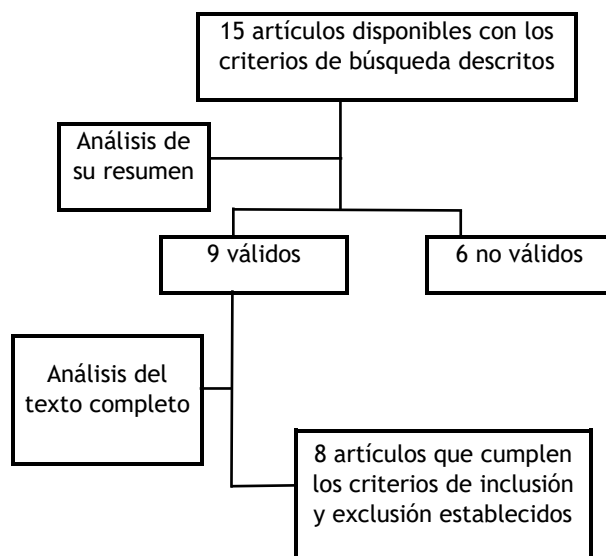 15 artículos disponibles con los
criterios de búsqueda descritos
Análisis de
su resumen
9 válidos
6 no válidos
Análisis del
texto completo
8 artículos que cumplen
los criterios de inclusión
y exclusión establecidos